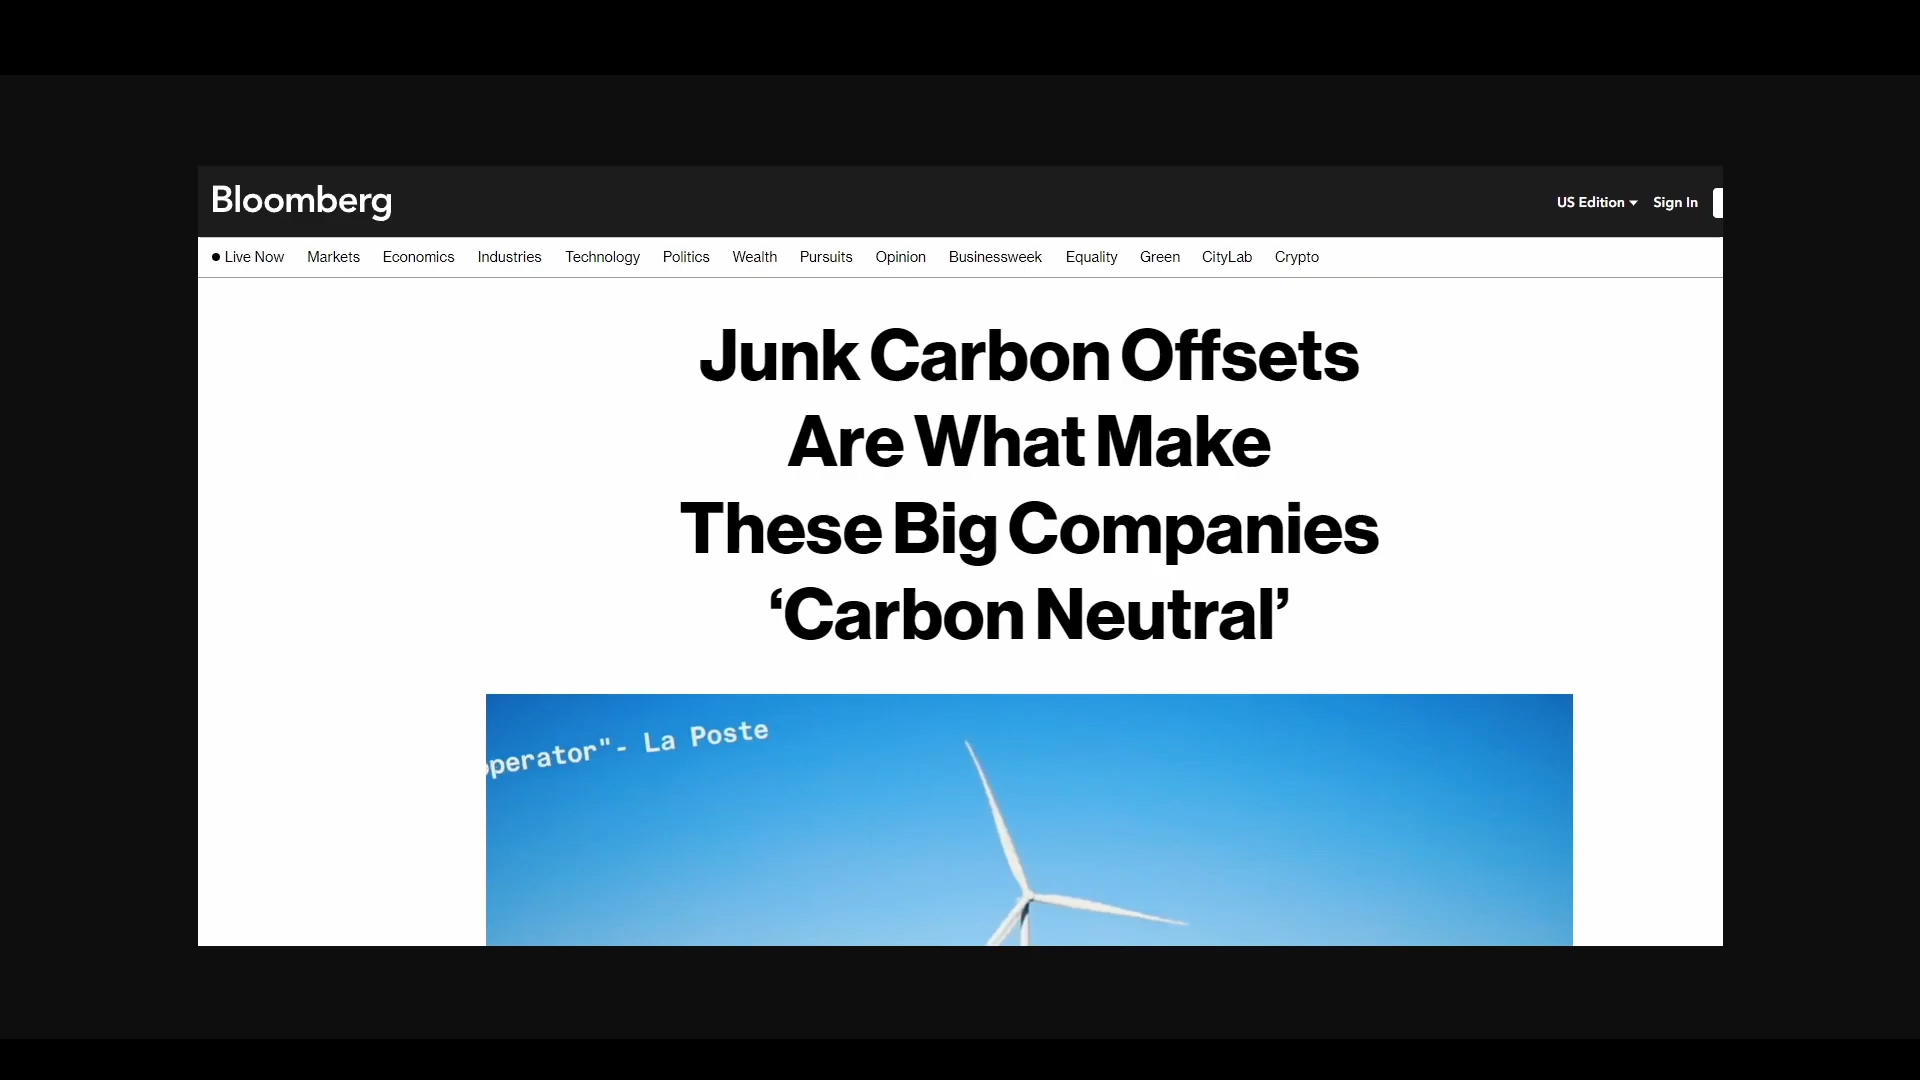 Bloomberg
US Edition Sign In
Live Now Markets Economics Industries Technology Politics Wealth Pursuits Opinion Businessweek Equality Green CityLab Crypto
Junk Carbon Offsets
Are What Make
These Big Companies
‘Carbon Neutral’
operator"- La Poste